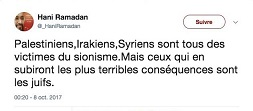 Hani Ramadan
@_HaniRamadan
Suivre
Palestiniens,Irakiens,Syriens sont tous des
victimes du sionisme.Mais ceux qui en
subiront les plus terribles conséquences sont
les juifs.
00:20 - 8 oct. 2017